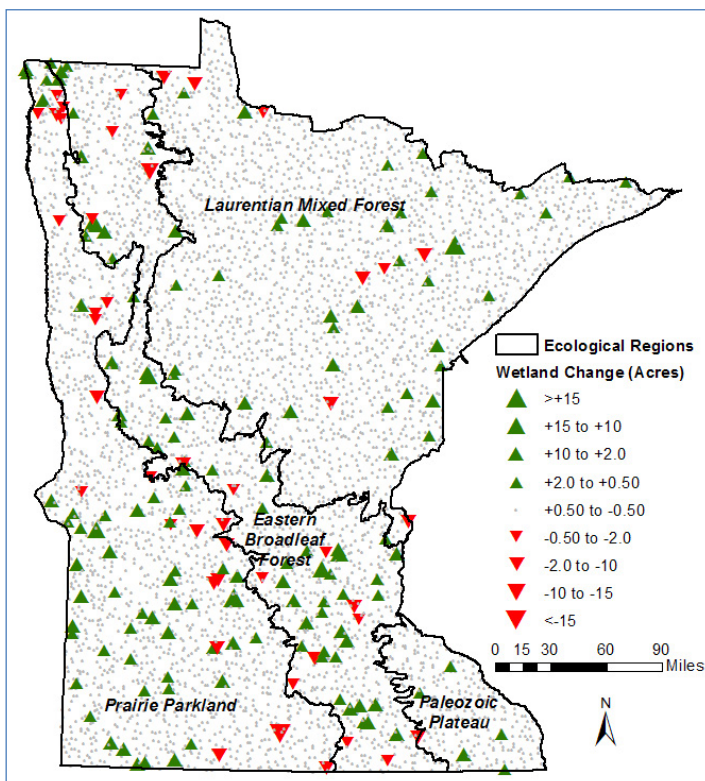 Laurentian Mixed Forest
Ecological Regions
Wetland Change (Acres)
>+15
+15 to +10
+10 to +2.0
+2.0 to +0.50
+0.50 to -0.50
-0.50 to -2.0
-2.0 to -10
-10 to -15
<-15
Eastern
Broadleaf
Forest
0 15 30 60 90
Miles
Prairie Parkland
Paleozoic
Plateau
N